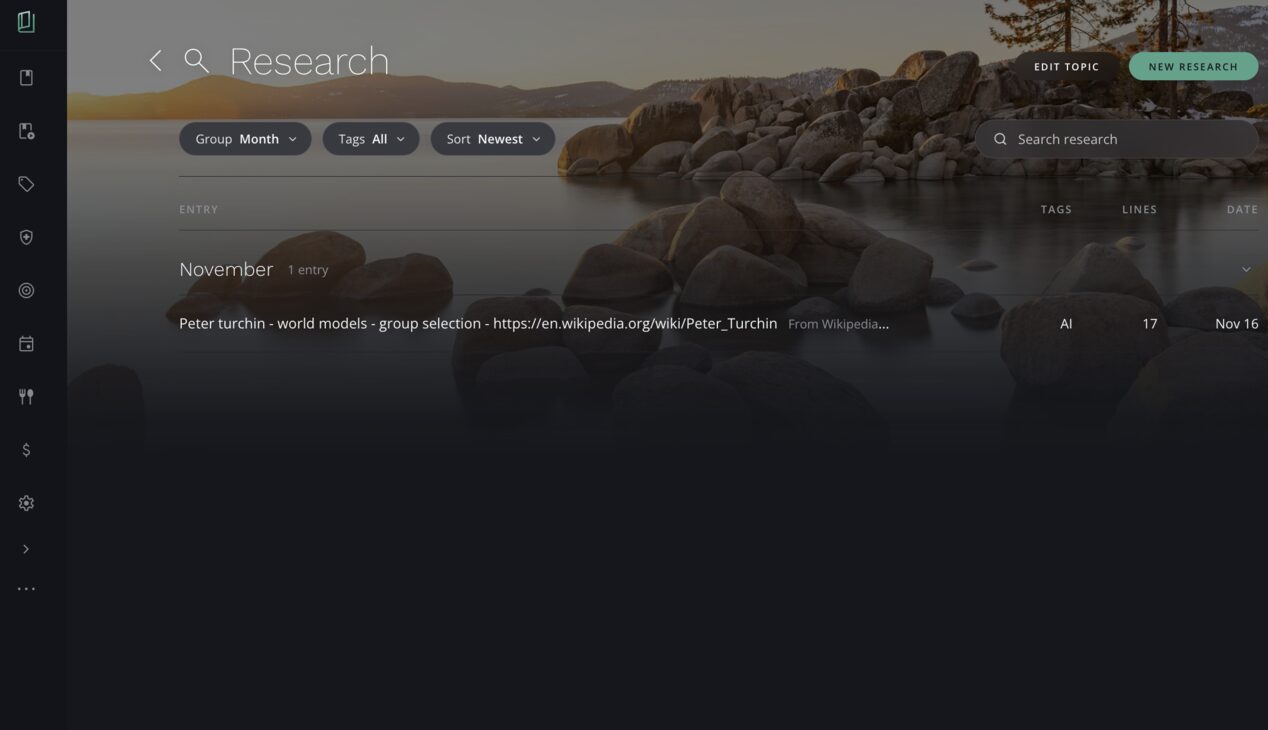 Research
EDIT TOPIC
NEW RESEARCH
Group Month
Tags All
Sort Newest
Search research
ENTRY TAGS LINES DATE
November 1 entry
Peter turchin - world models - group selection - https://en.wikipedia.org/wiki/Peter_Turchin From Wikipedia... AI 17 Nov 16